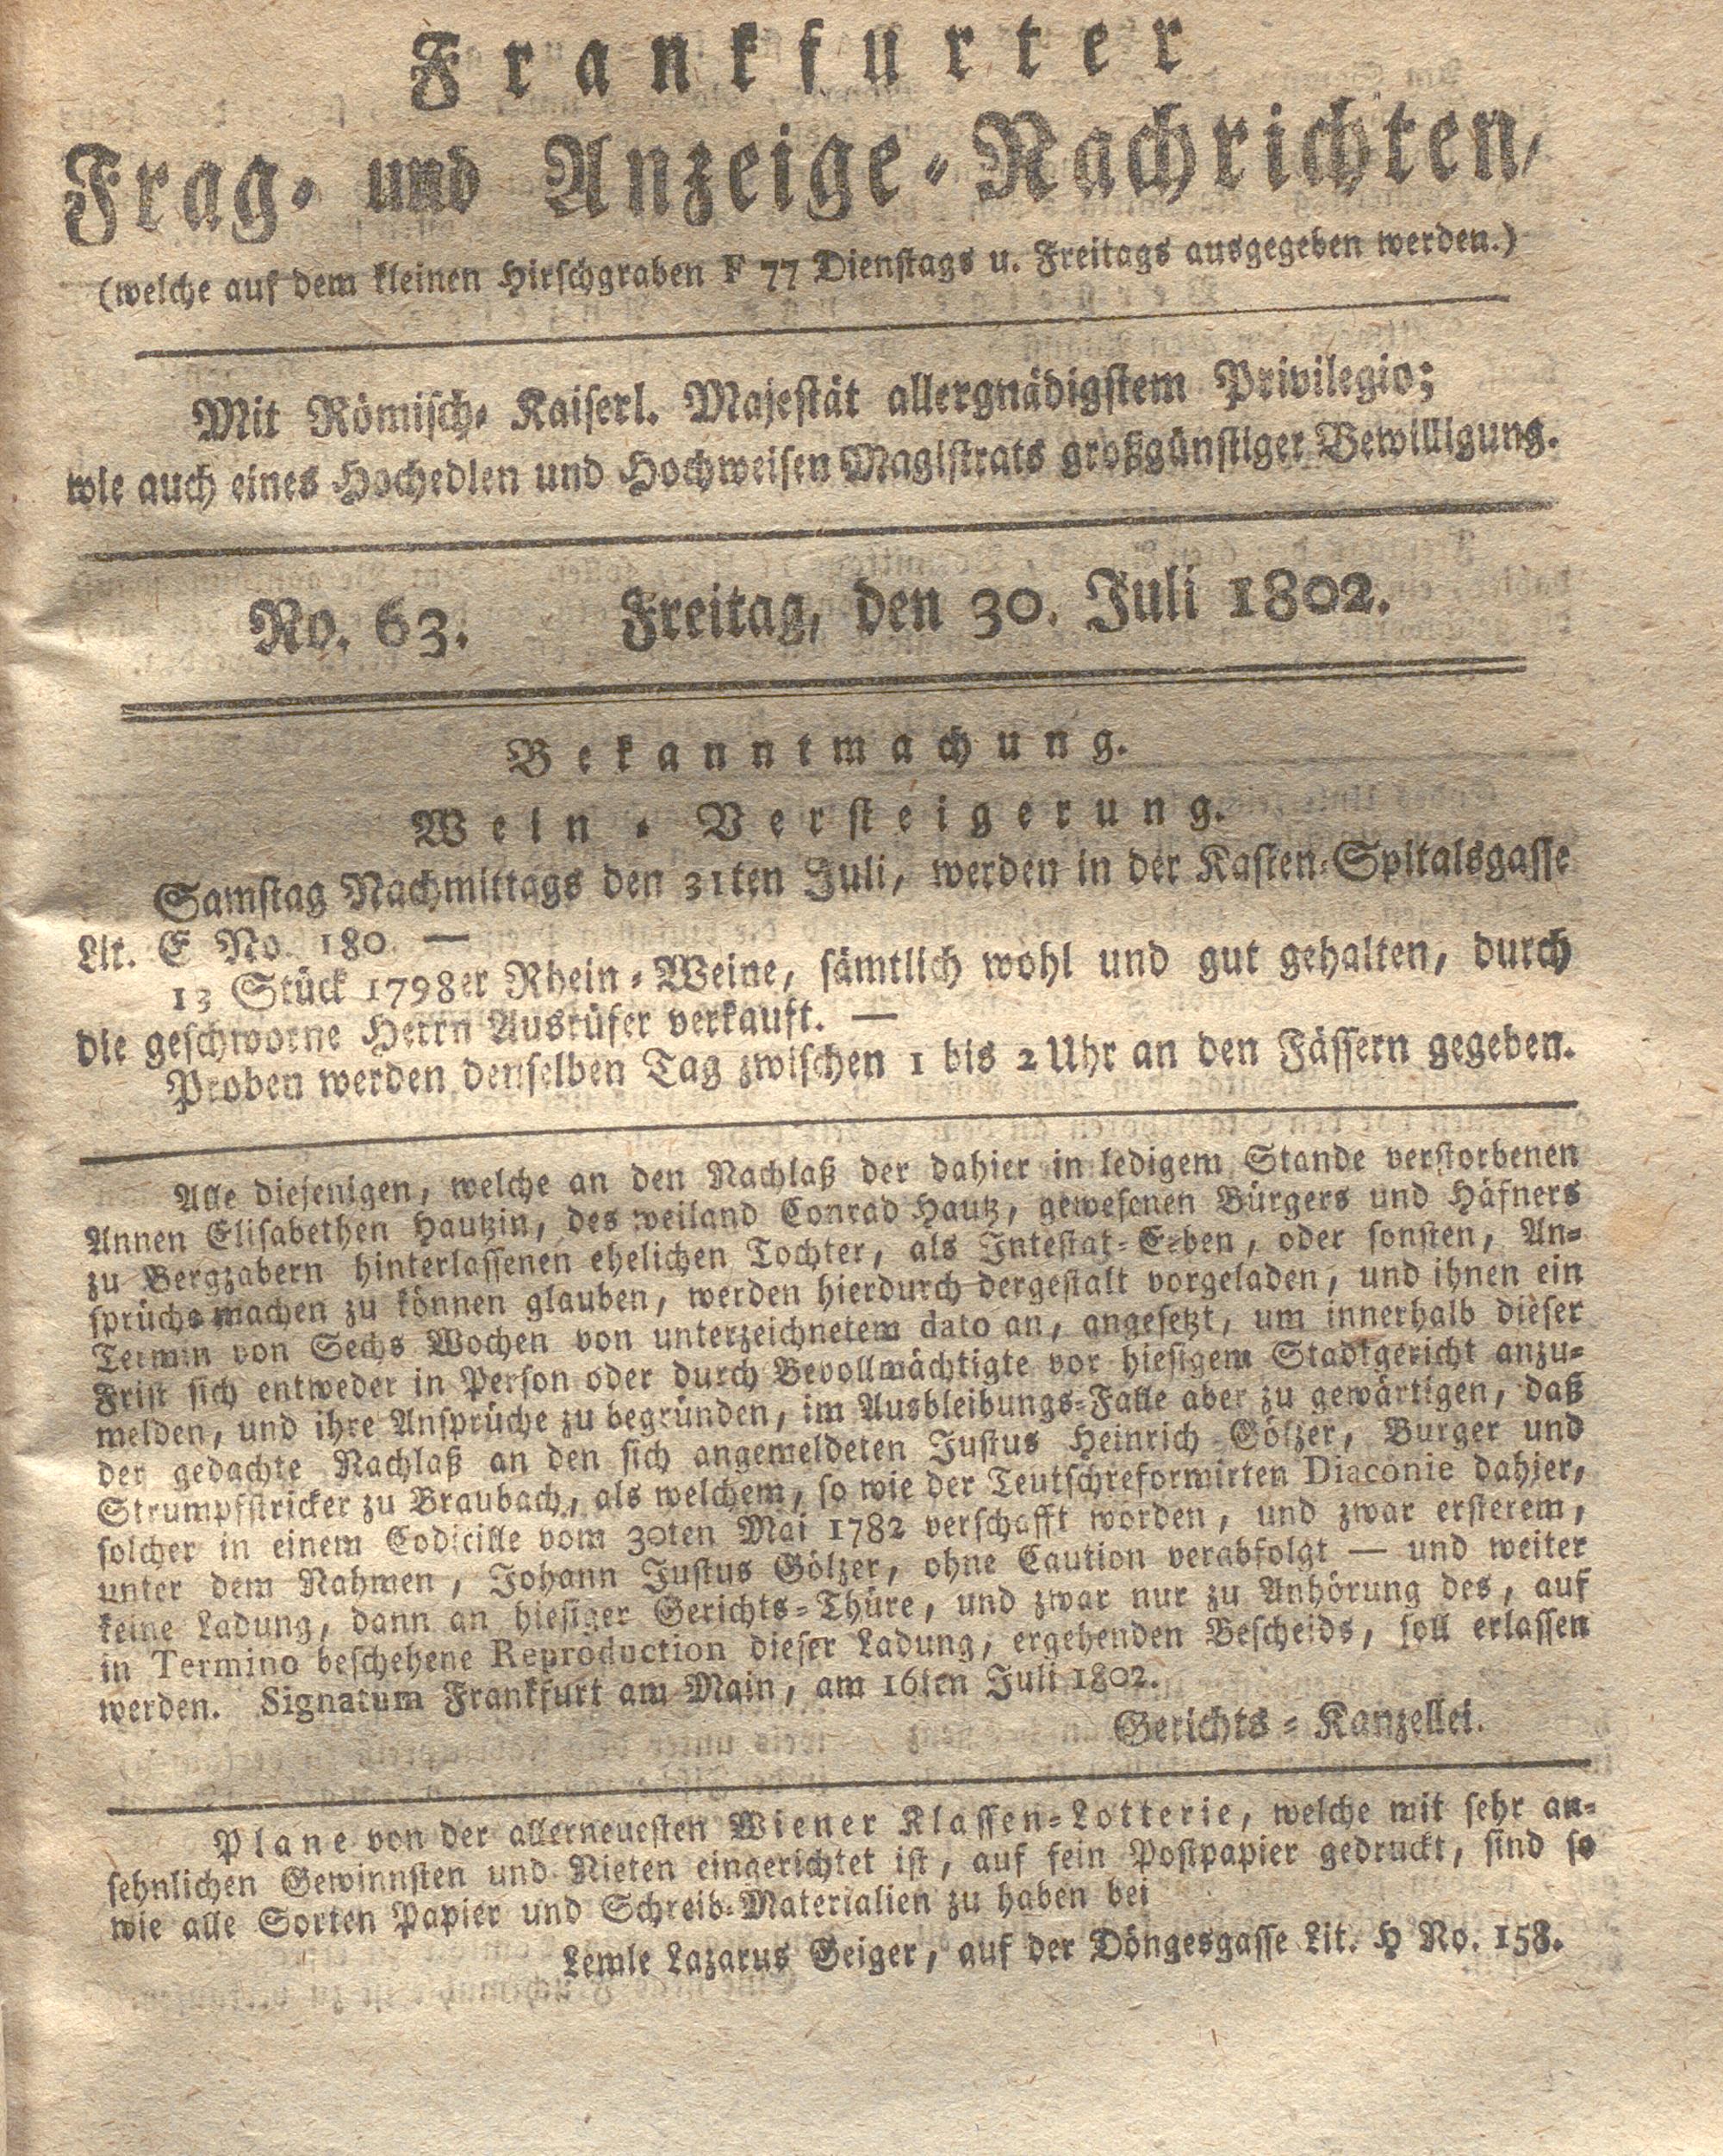 Frankfurter
Frag- und Anzeige-Nachrichten,
(welche auf dem kleinen Hirschgraben F 77 Dienstags u. Freitags ausgegeben werden.)
Mit Römisch- Kaiserl. Majestät allergnädigstem Privilegio;
wie auch eines Hochedlen und Hochweisen Magistrats großgünstiger Bewilligung.
No. 63. Freitag, den 30. Juli 1802.
Bekanntmachung.
Wein-Versteigerung.
Samstag Nachmittags den 31ten Juli, werden in der Kasten-Spitalsgasse
Lit. E No. 180. —
13 Stück 1798er Rhein-Weine, sämtlich wohl und gut gehalten, durch
die geschworne Herrn Ausrüfer verkauft. —
Proben werden denselben Tag zwischen 1 bis 2 Uhr an den Fässern gegeben.
Alle diejenigen, welche an den Nachlaß der dahier in ledigem Stande verstorbenen
Annen Elisabethen Hautzin, des weiland Conrad Hautz, gewesenen Bürgers und Häfners
zu Bergzabern hinterlassenen ehelichen Tochter, als Intestat-Erben, oder sonsten, An-
sprüche machen zu können glauben, werden hierdurch dergestalt vorgeladen, und ihnen ein
Termin von Sechs Wochen von unterzeichnetem dato an, angesetzt, um innerhalb dieser
Frist sich entweder in Person oder durch Bevollmächtigte vor hiesigem Stadtgericht anzu-
melden, und ihre Ansprüche zu begründen, im Ausbleibungs-Falle aber zu gewärtigen, daß
der gedachte Nachlaß an den sich angemeldeten Justus Heinrich Gölzer, Burger und
Strumpfstricker zu Braubach, als welchem, so wie der Teutschreformirten Diaconie dahier,
solcher in einem Codicille vom 30ten Mai 1782 verschafft worden, und zwar ersterem,
unter dem Nahmen, Johann Justus Gölzer, ohne Caution verabfolgt — und weiter
keine Ladung, dann an hiesiger Gerichts-Thüre, und zwar nur zu Anhörung des, auf
in Termino beschehene Reproduction dieser Ladung, ergehenden Bescheids, soll erlassen
werden. Signatum Frankfurt am Main, am 16ten Juli 1802.
Gerichts-Kanzellei.
Plane von der allerneuesten Wiener Klassen-Lotterie, welche mit sehr an-
sehnlichen Gewinnsten und Nieten eingerichtet ist, auf fein Postpapier gedruckt, sind so
wie alle Sorten Papier und Schreib-Materialien zu haben bei
Lemle Lazarus Geiger, auf der Döngesgasse Lit. H No. 158.